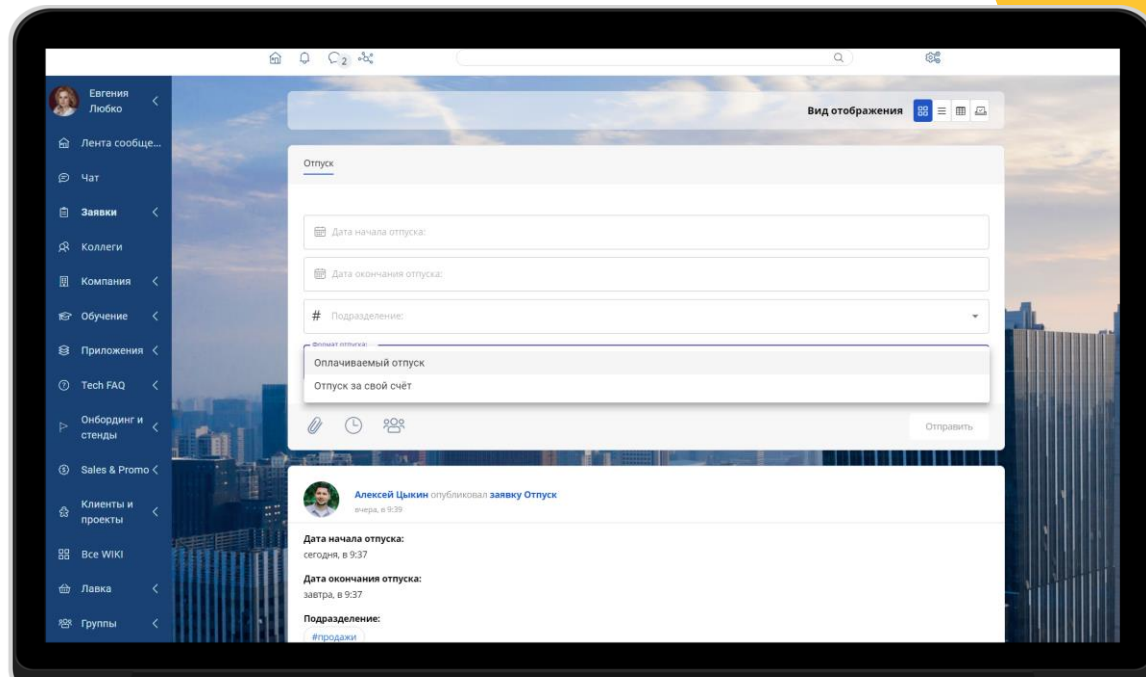 2
Евгения
Любко
Лента сообще...
Чат
Заявки
Коллеги
Компания
Обучение
Приложения
Tech FAQ
Онбординг и
стенды
Sales & Promo
Клиенты и
проекты
Все WIKI
Лавка
Группы
Вид отображения
Отпуск
Дата начала отпуска:
Дата окончания отпуска:
# Подразделение:
Формат отпуска:
Оплачиваемый отпуск
Отпуск за свой счёт
Отправить
Алексей Цыкин опубликовал заявку Отпуск
вчера, в 9:39
Дата начала отпуска:
сегодня, в 9:37
Дата окончания отпуска:
завтра, в 9:37
Подразделение:
#продажи